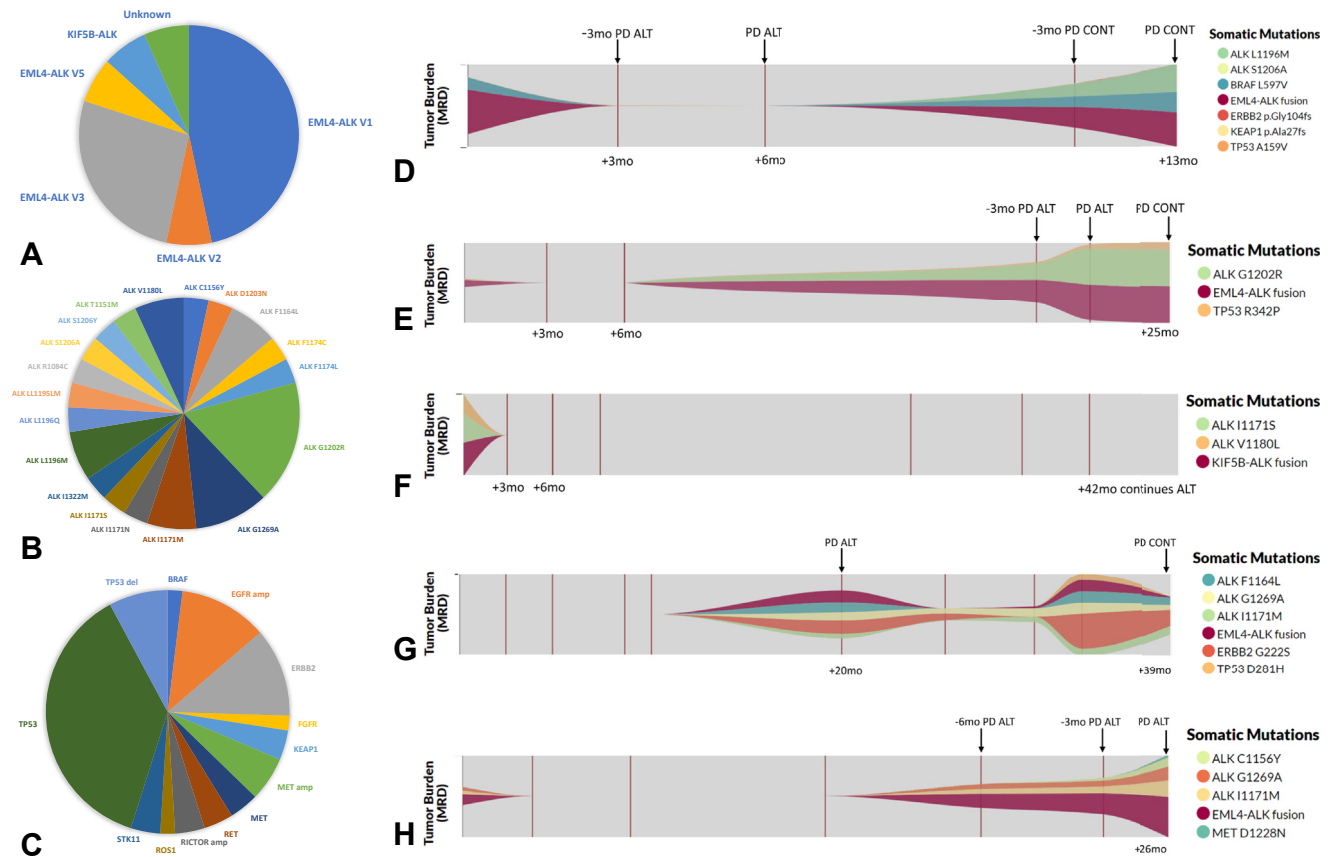 Unknown
KIF5B-ALK
EML4-ALK V5
EML4-ALK V1
EML4-ALK V3
EML4-ALK V2
A
ALK V1180L
ALK C1156Y
ALK D1203N
ALK T1151M
ALK F1164L
ALK S1206Y
ALK S1206A
ALK F1174C
ALK R1084C
ALK F1174L
ALK LL1195LM
ALK L1196Q
ALK G1202R
ALK L1196M
ALK I1322M
ALK I1171S
ALK I1171N
ALK I1171M
ALK G1269A
B
TP53 del
BRAF
EGFR amp
ERBB2
TP53
FGFR
KEAP1
MET amp
MET
RET
RICTOR amp
ROS1
STK11
C
-3mo PD ALT
PD ALT
-3mo PD CONT
PD CONT
Tumor Burden
(MRD)
+3mo
+6mo
+13mo
D
Somatic Mutations
ALK L1196M
ALK S1206A
BRAF L597V
EML4-ALK fusion
ERBB2 p.Gly104fs
KEAP1 p.Ala27fs
TP53 A159V
-3mo PD ALT
PD ALT
PD CONT
Tumor Burden
(MRD)
+3mo
+6mo
+25mo
E
Somatic Mutations
ALK G1202R
EML4-ALK fusion
TP53 R342P
Tumor Burden
(MRD)
+3mo
+6mo
+42mo continues ALT
F
Somatic Mutations
ALK I1171S
ALK V1180L
KIF5B-ALK fusion
PD ALT
PD CONT
Tumor Burden
(MRD)
+20mo
+39mo
G
Somatic Mutations
ALK F1164L
ALK G1269A
ALK I1171M
EML4-ALK fusion
ERBB2 G222S
TP53 D281H
-6mo PD ALT
-3mo PD ALT
PD ALT
Tumor Burden
(MRD)
+26mo
H
Somatic Mutations
ALK C1156Y
ALK G1269A
ALK I1171M
EML4-ALK fusion
MET D1228N